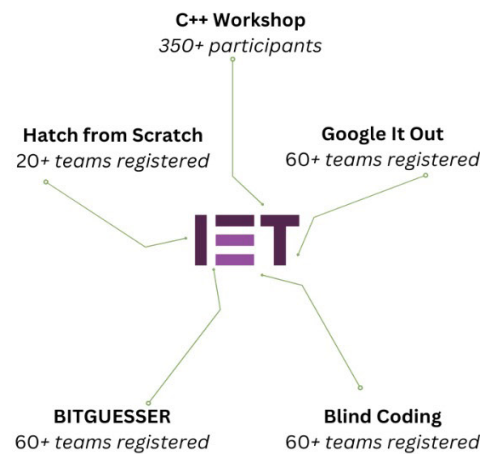 C++ Workshop
350+ participants
Hatch from Scratch
20+ teams registered
Google It Out
60+ teams registered
IET
BITGUESSER
60+ teams registered
Blind Coding
60+ teams registered